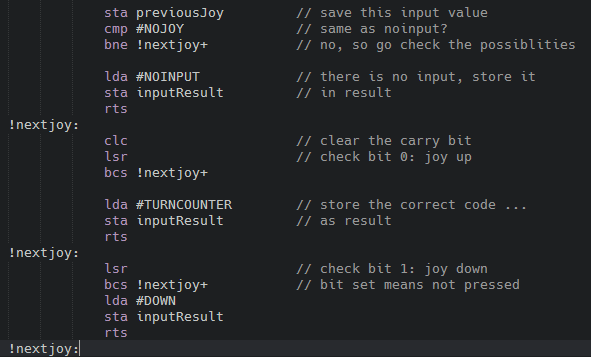 sta previousJoy // save this input value
cmp #NOJOY // same as noinput?
bne !nextjoy+ // no, so go check the possiblities
lda #NOINPUT // there is no input, store it
sta inputResult // in result
rts
!nextjoy:
clc // clear the carry bit
lsr // check bit 0: joy up
bcs !nextjoy+
lda #TURNCOUNTER // store the correct code ...
sta inputResult // as result
rts
!nextjoy:
lsr // check bit 1: joy down
bcs !nextjoy+ // bit set means not pressed
lda #DOWN
sta inputResult
rts
!nextjoy: